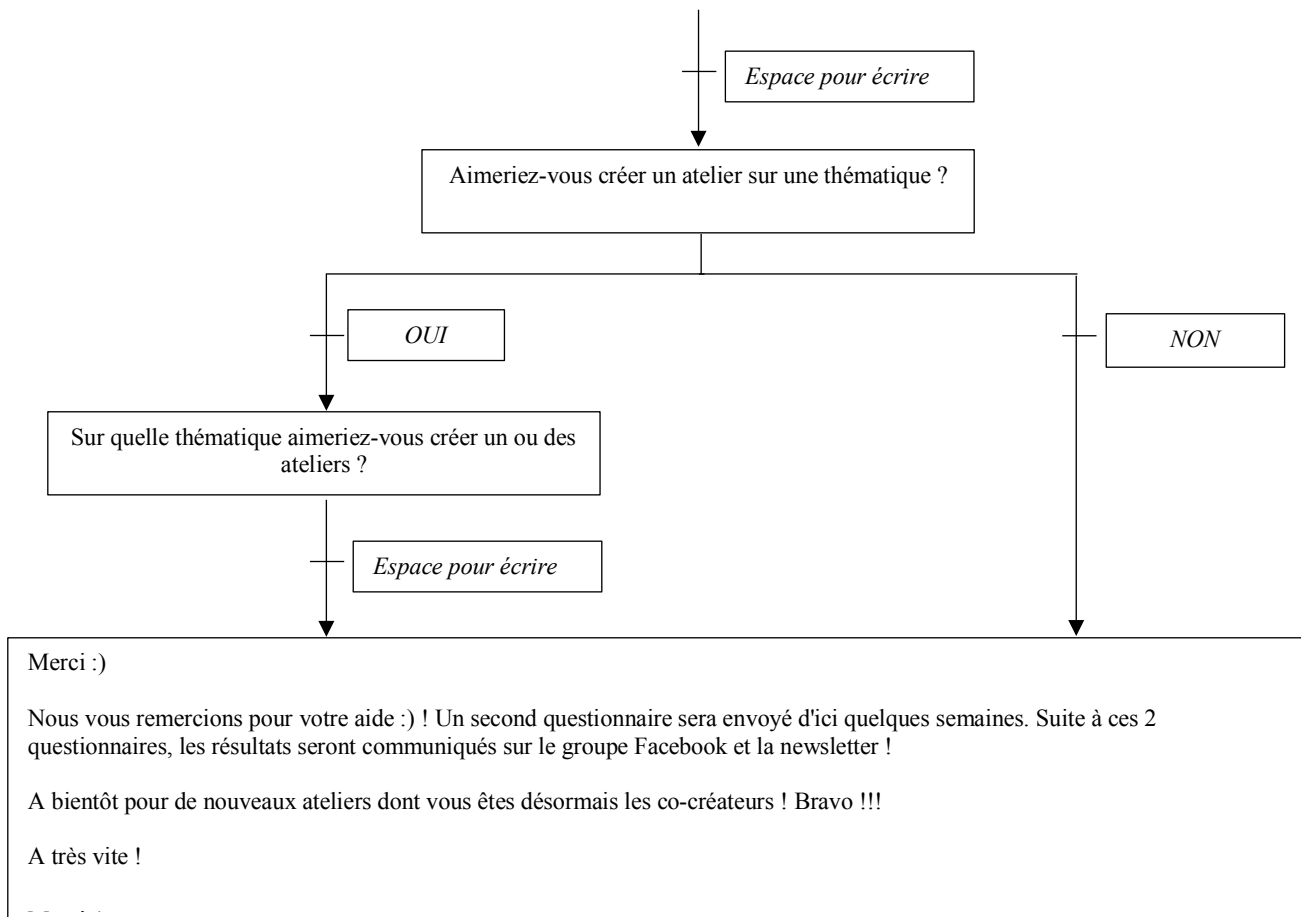 Espace pour écrire
Aimeriez-vous créer un atelier sur une thématique ?
OUI
NON
Sur quelle thématique aimeriez-vous créer un ou des
ateliers ?
Espace pour écrire
Merci :)
Nous vous remercions pour votre aide :) ! Un second questionnaire sera envoyé d'ici quelques semaines. Suite à ces 2
questionnaires, les résultats seront communiqués sur le groupe Facebook et la newsletter !
A bientôt pour de nouveaux ateliers dont vous êtes désormais les co-créateurs ! Bravo !!!
A très vite !